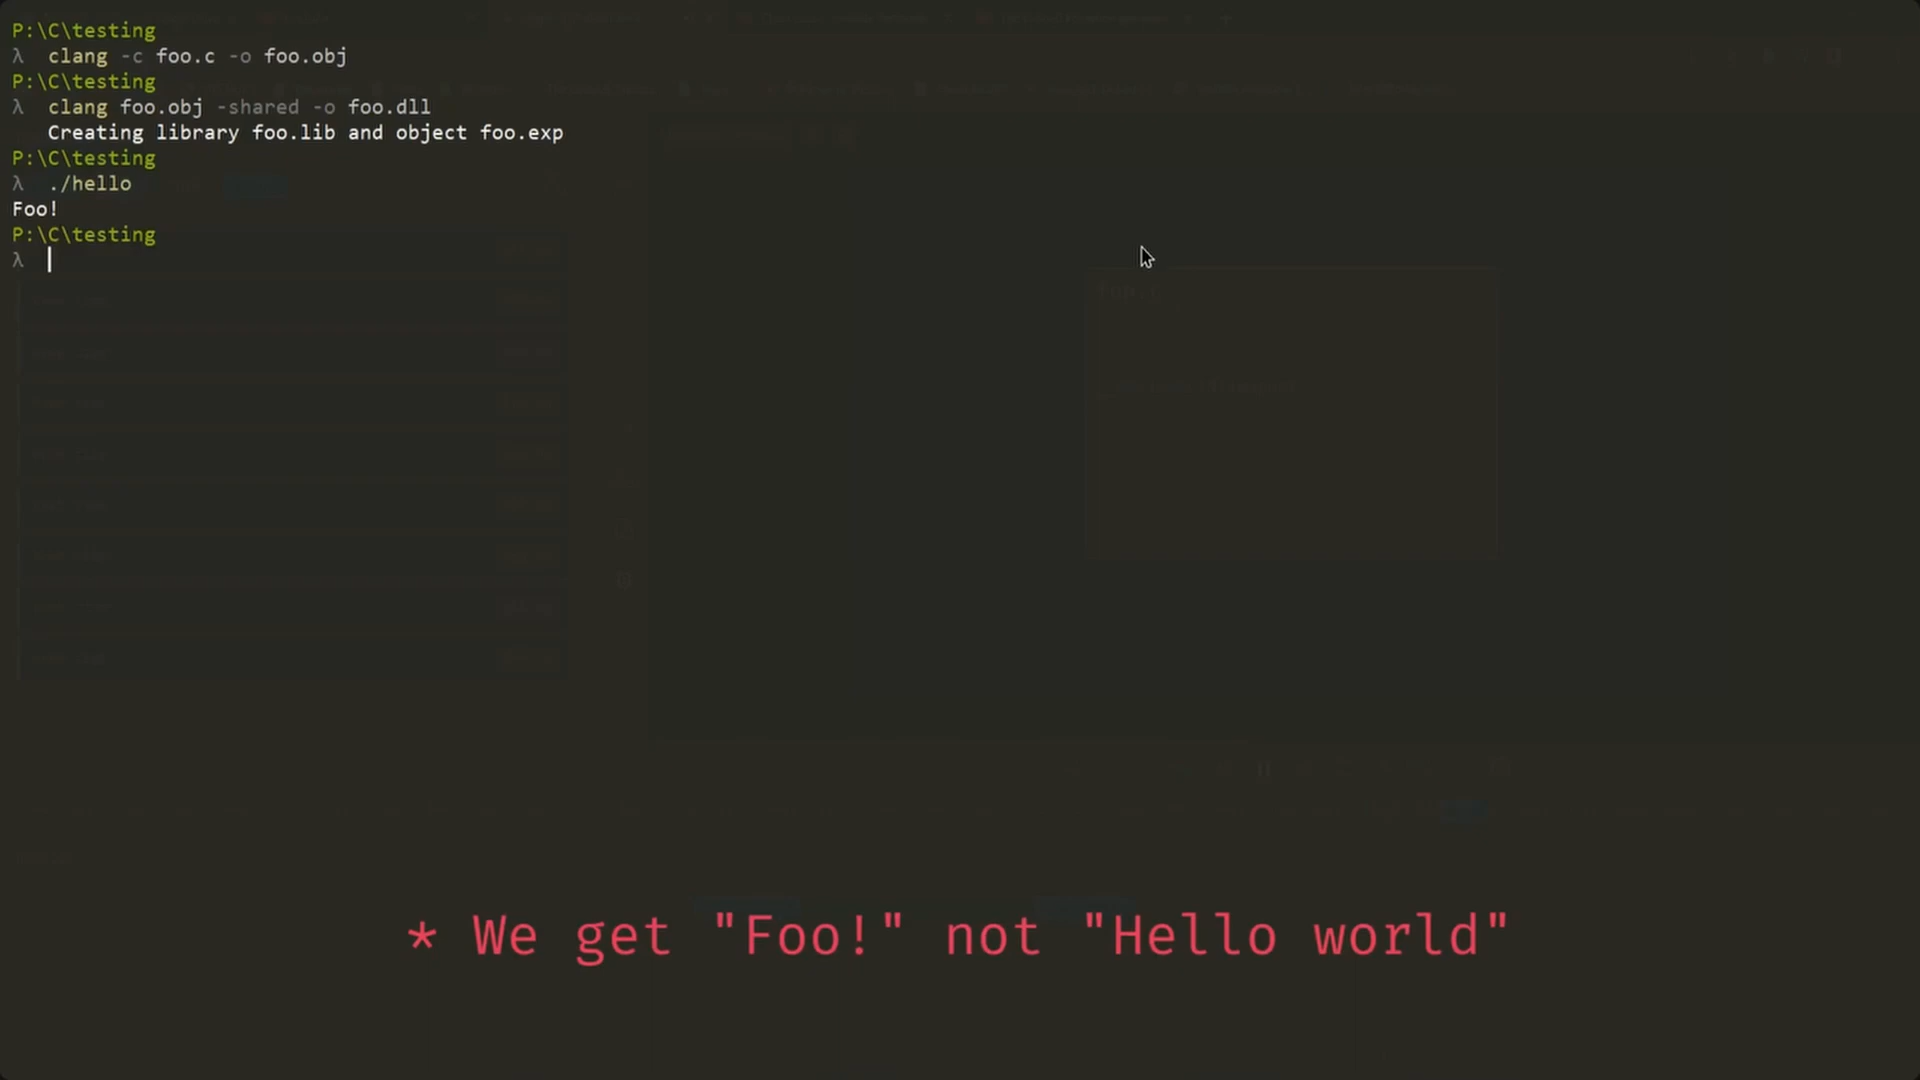 P:\C\testing
λ clang -c foo.c -o foo.obj
P:\C\testing
λ clang foo.obj -shared -o foo.dll
Creating library foo.lib and object foo.exp
P:\C\testing
λ ./hello
Foo!
P:\C\testing
λ
* We get "Foo!" not "Hello world"